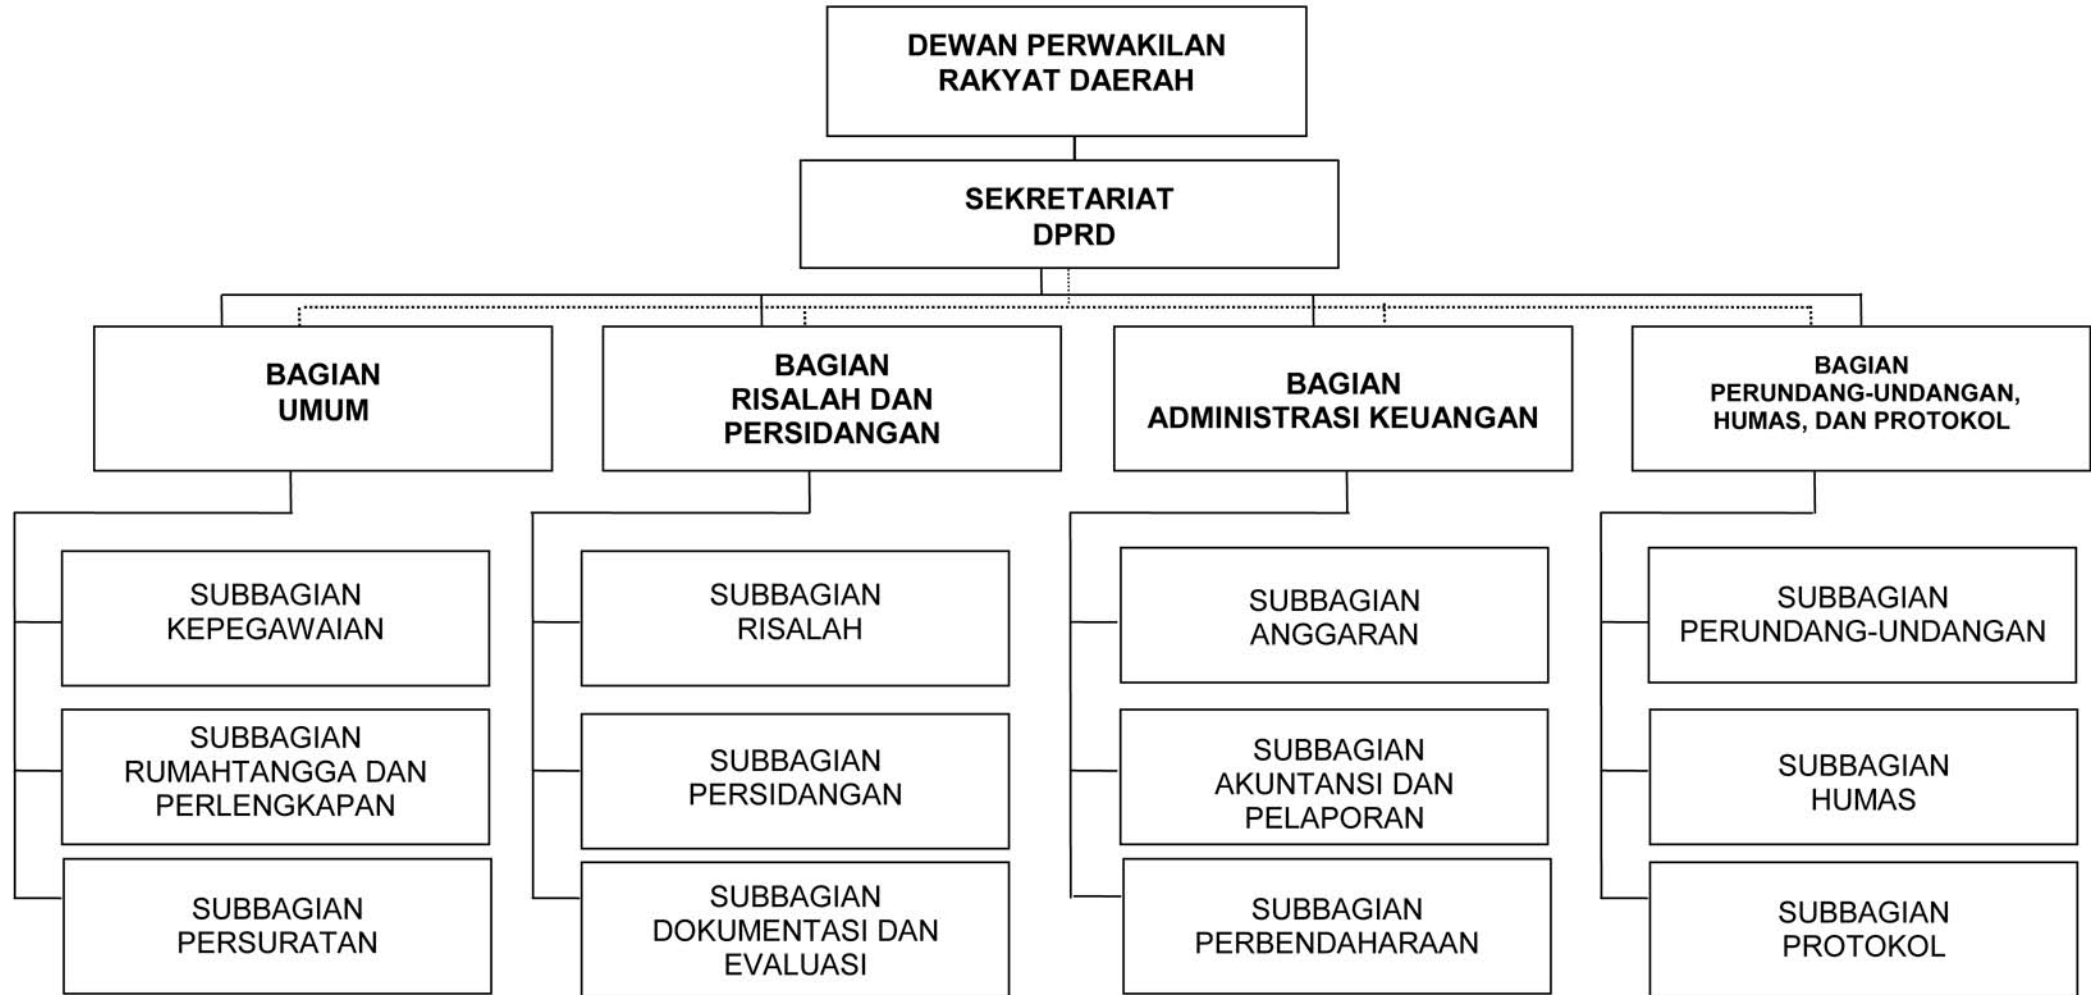 DEWAN PERWAKILAN
RAKYAT DAERAH
SEKRETARIAT
DPRD
BAGIAN
UMUM
BAGIAN
RISALAH DAN
PERSIDANGAN
BAGIAN
ADMINISTRASI KEUANGAN
BAGIAN
PERUNDANG-UNDANGAN,
HUMAS, DAN PROTOKOL
SUBBAGIAN
KEPEGAWAIAN
SUBBAGIAN
RISALAH
SUBBAGIAN
ANGGARAN
SUBBAGIAN
PERUNDANG-UNDANGAN
SUBBAGIAN
RUMAHTANGGA DAN
PERLENGKAPAN
SUBBAGIAN
PERSIDANGAN
SUBBAGIAN
AKUNTANSI DAN
PELAPORAN
SUBBAGIAN
HUMAS
SUBBAGIAN
PERSURATAN
SUBBAGIAN
DOKUMENTASI DAN
EVALUASI
SUBBAGIAN
PERBENDAHARAAN
SUBBAGIAN
PROTOKOL